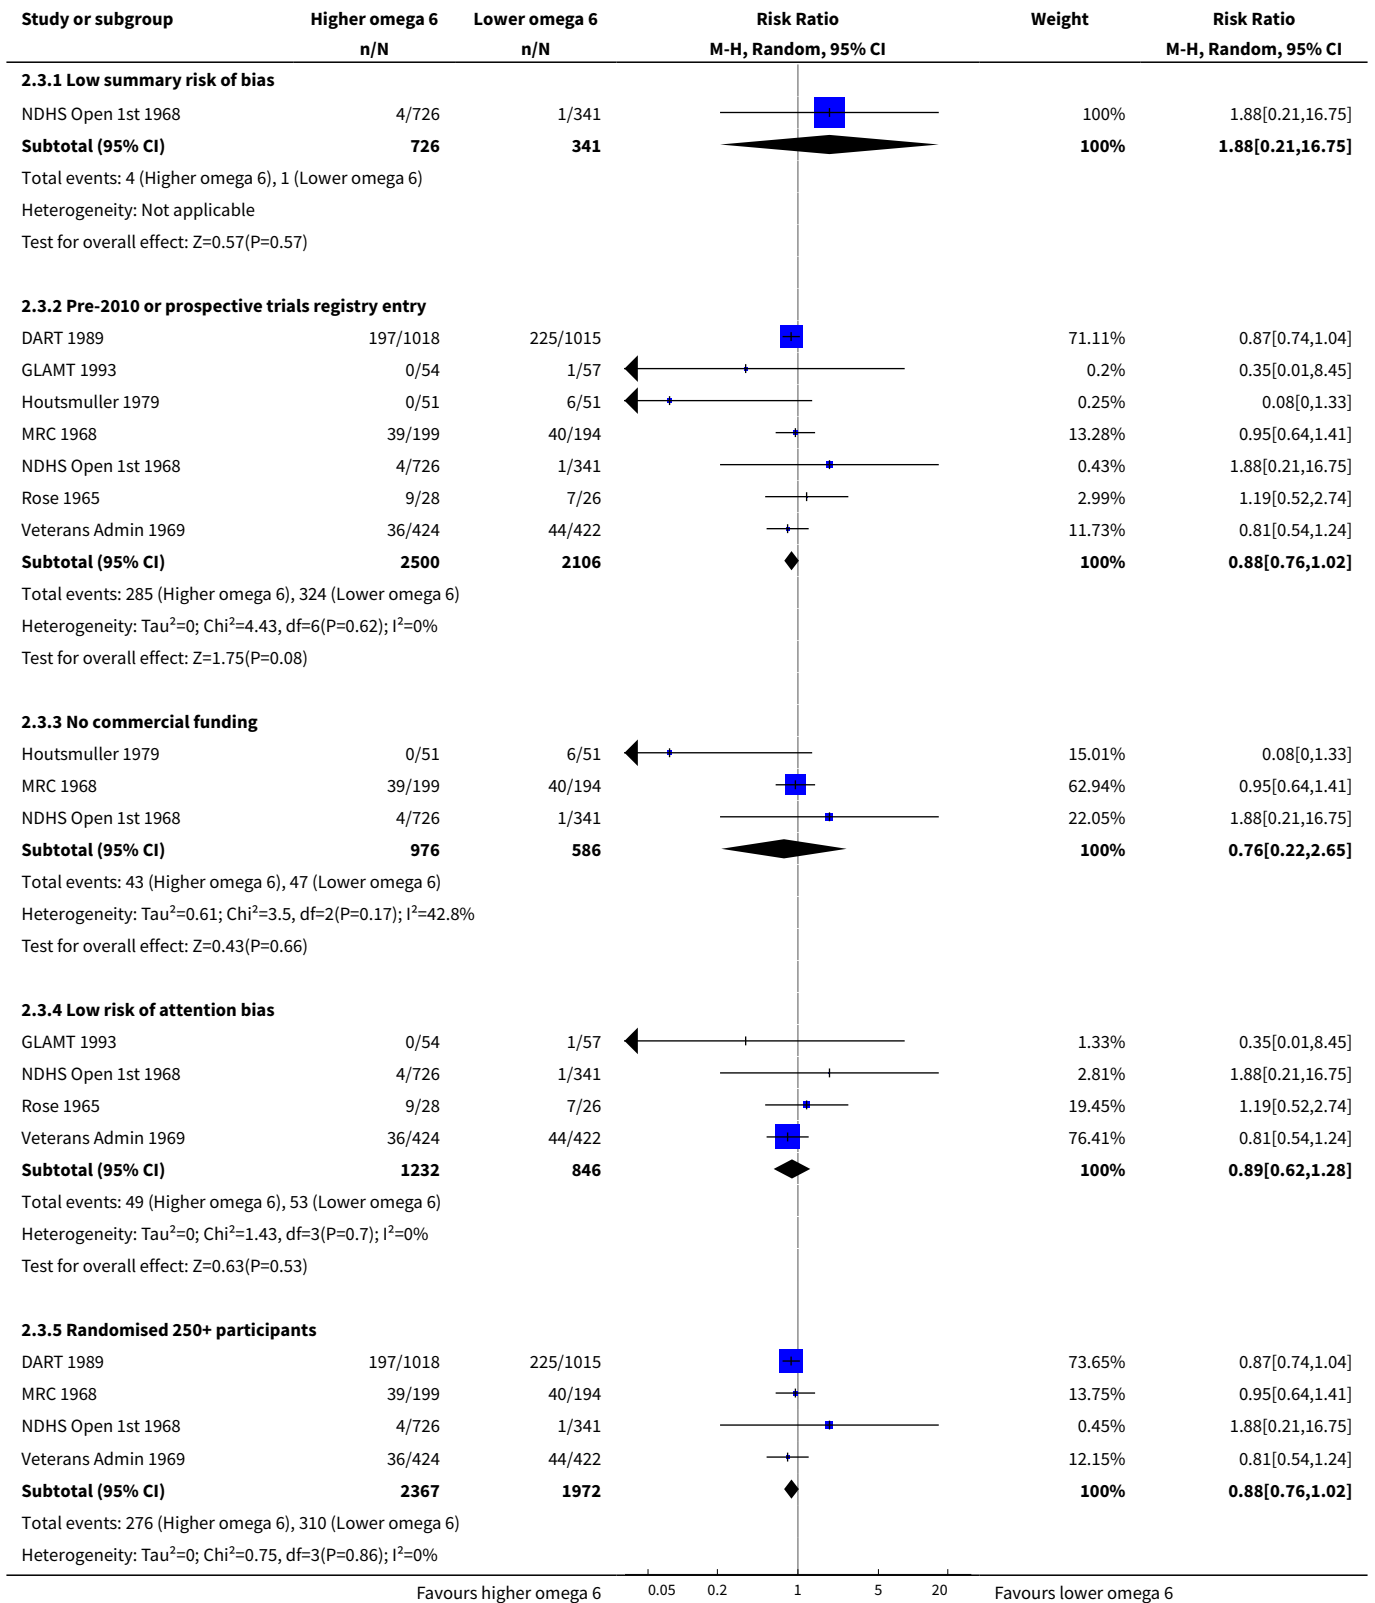 Study or subgroup Higher omega 6 Lower omega 6 Risk Ratio Weight Risk Ratio
n/N n/N M-H, Random, 95% CI M-H, Random, 95% CI
2.3.1 Low summary risk of bias
NDHS Open 1st 1968 4/726 1/341 100% 1.88[0.21,16.75]
Subtotal (95% CI) 726 341 100% 1.88[0.21,16.75]
Total events: 4 (Higher omega 6), 1 (Lower omega 6)
Heterogeneity: Not applicable
Test for overall effect: Z=0.57(P=0.57)
2.3.2 Pre-2010 or prospective trials registry entry
DART 1989 197/1018 225/1015 71.11% 0.87[0.74,1.04]
GLAMT 1993 0/54 1/57 0.2% 0.35[0.01,8.45]
Houtsmuller 1979 0/51 6/51 0.25% 0.08[0,1.33]
MRC 1968 39/199 40/194 13.28% 0.95[0.64,1.41]
NDHS Open 1st 1968 4/726 1/341 0.43% 1.88[0.21,16.75]
Rose 1965 9/28 7/26 2.99% 1.19[0.52,2.74]
Veterans Admin 1969 36/424 44/422 11.73% 0.81[0.54,1.24]
Subtotal (95% CI) 2500 2106 100% 0.88[0.76,1.02]
Total events: 285 (Higher omega 6), 324 (Lower omega 6)
Heterogeneity: Tau²=0; Chi²=4.43, df=6(P=0.62); I²=0%
Test for overall effect: Z=1.75(P=0.08)
2.3.3 No commercial funding
Houtsmuller 1979 0/51 6/51 15.01% 0.08[0,1.33]
MRC 1968 39/199 40/194 62.94% 0.95[0.64,1.41]
NDHS Open 1st 1968 4/726 1/341 22.05% 1.88[0.21,16.75]
Subtotal (95% CI) 976 586 100% 0.76[0.22,2.65]
Total events: 43 (Higher omega 6), 47 (Lower omega 6)
Heterogeneity: Tau²=0.61; Chi²=3.5, df=2(P=0.17); I²=42.8%
Test for overall effect: Z=0.43(P=0.66)
2.3.4 Low risk of attention bias
GLAMT 1993 0/54 1/57 1.33% 0.35[0.01,8.45]
NDHS Open 1st 1968 4/726 1/341 2.81% 1.88[0.21,16.75]
Rose 1965 9/28 7/26 19.45% 1.19[0.52,2.74]
Veterans Admin 1969 36/424 44/422 76.41% 0.81[0.54,1.24]
Subtotal (95% CI) 1232 846 100% 0.89[0.62,1.28]
Total events: 49 (Higher omega 6), 53 (Lower omega 6)
Heterogeneity: Tau²=0; Chi²=1.43, df=3(P=0.7); I²=0%
Test for overall effect: Z=0.63(P=0.53)
2.3.5 Randomised 250+ participants
DART 1989 197/1018 225/1015 73.65% 0.87[0.74,1.04]
MRC 1968 39/199 40/194 13.75% 0.95[0.64,1.41]
NDHS Open 1st 1968 4/726 1/341 0.45% 1.88[0.21,16.75]
Veterans Admin 1969 36/424 44/422 12.15% 0.81[0.54,1.24]
Subtotal (95% CI) 2367 1972 100% 0.88[0.76,1.02]
Total events: 276 (Higher omega 6), 310 (Lower omega 6)
Heterogeneity: Tau²=0; Chi²=0.75, df=3(P=0.86); I²=0%
Favours higher omega 6 0.05 0.2 1 5 20 Favours lower omega 6